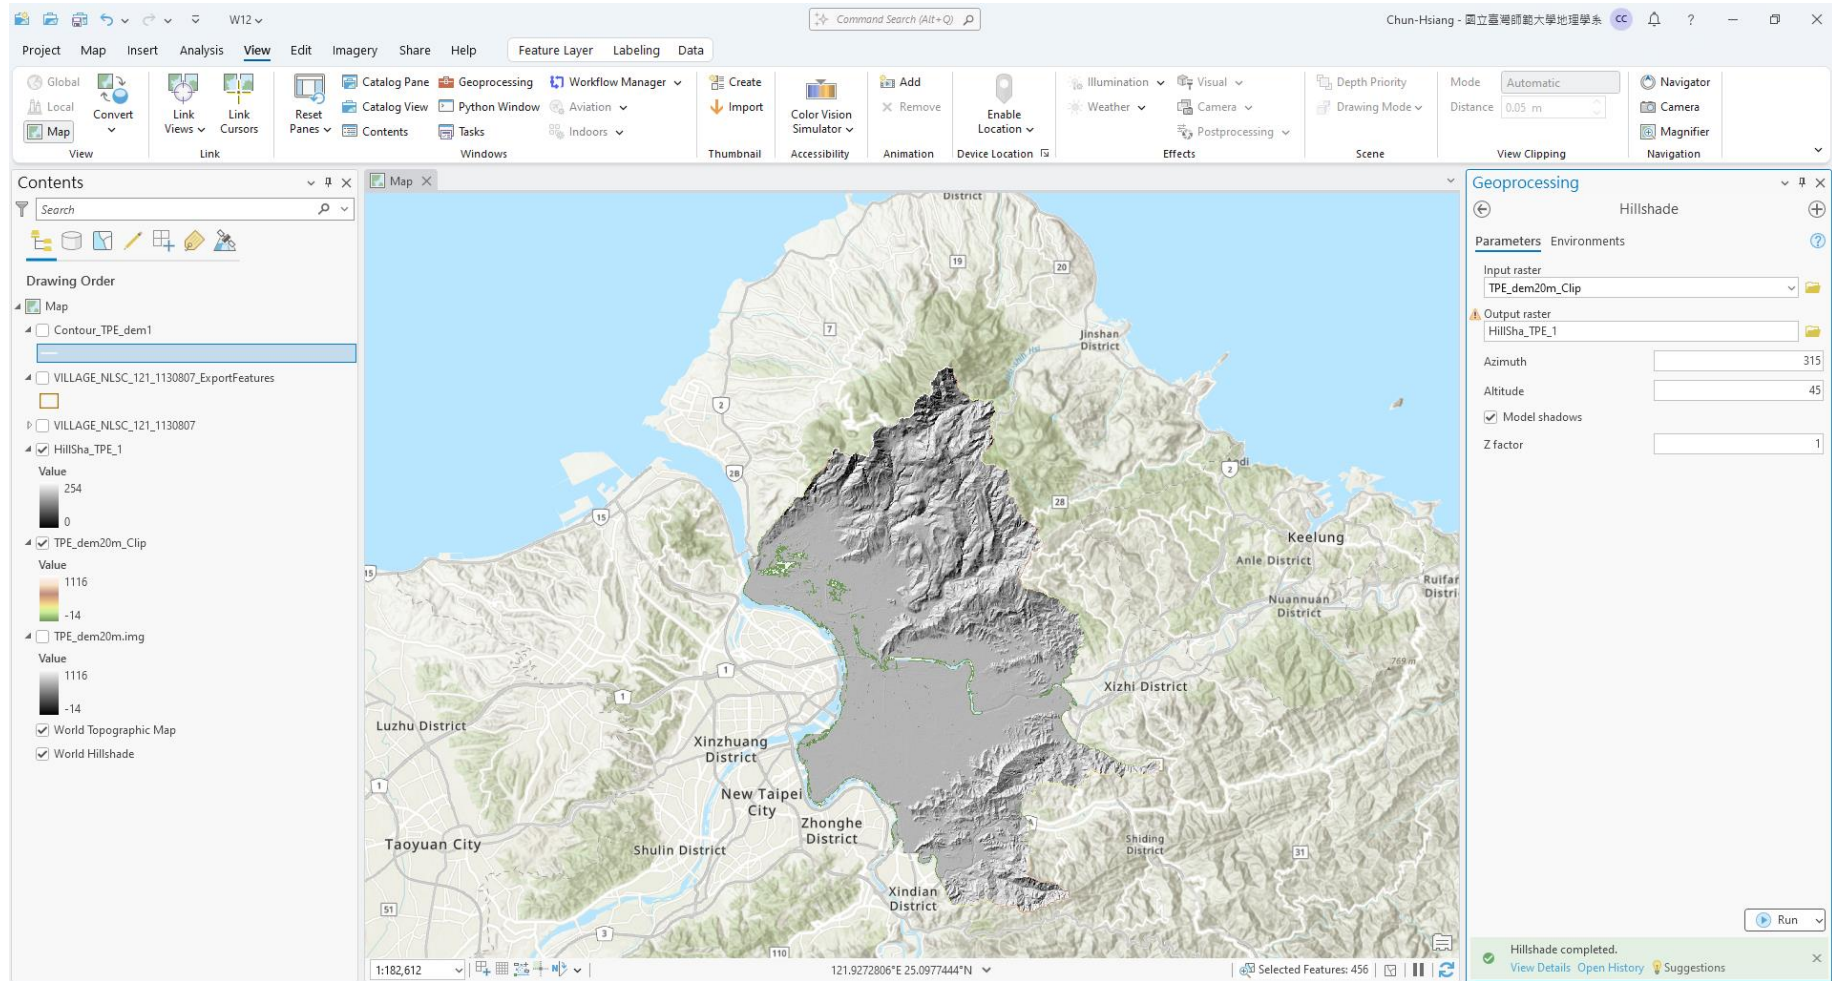 W12
Command Search (Alt+Q)
Chun-Hsiang - 國立臺灣師範大學地理學系
CC
?
Project Map Insert Analysis View Edit Imagery Share Help Feature Layer Labeling Data
Global
Local
Map
Convert
View
Link Views
Link Cursors
Link
Reset Panes
Catalog Pane
Catalog View
Contents
Geoprocessing
Python Window
Tasks
Workflow Manager
Aviation
Indoors
Windows
Create
Import
Thumbnail
Color Vision Simulator
Accessibility
Add
Remove
Animation
Enable Location
Device Location
Illumination
Weather
Visual
Camera
Postprocessing
Effects
Depth Priority
Drawing Mode
Scene
Mode Automatic
Distance 0.05 m
View Clipping
Navigator
Camera
Magnifier
Navigation
Contents
Search
Drawing Order
Map
Contour_TPE_dem1
VILLAGE_NLSC_121_1130807_ExportFeatures
VILLAGE_NLSC_121_1130807
HillSha_TPE_1
Value
254
0
TPE_dem20m_Clip
Value
1116
-14
TPE_dem20m.img
Value
1116
-14
World Topographic Map
World Hillshade
Map
District
19
20
7
Jinshan
District
2
2B
2
28
15
15
Keelung
Anle District
Ruifar
Distri
Nuannuan
District
769 m
1
1
Xizhi District
Luzhu District
Xinzhuang
District
1
New Taipei
City
Zhonghe
District
Taoyuan City
Shulin District
Shiding
District
31
Xindian
District
51
3
110
1:182,612
121.9272806°E 25.0977444°N
Selected Features: 456
Geoprocessing
Hillshade
Parameters Environments
Input raster
TPE_dem20m_Clip
Output raster
HillSha_TPE_1
Azimuth 315
Altitude 45
Model shadows
Z factor 1
Run
Hillshade completed.
View Details Open History Suggestions